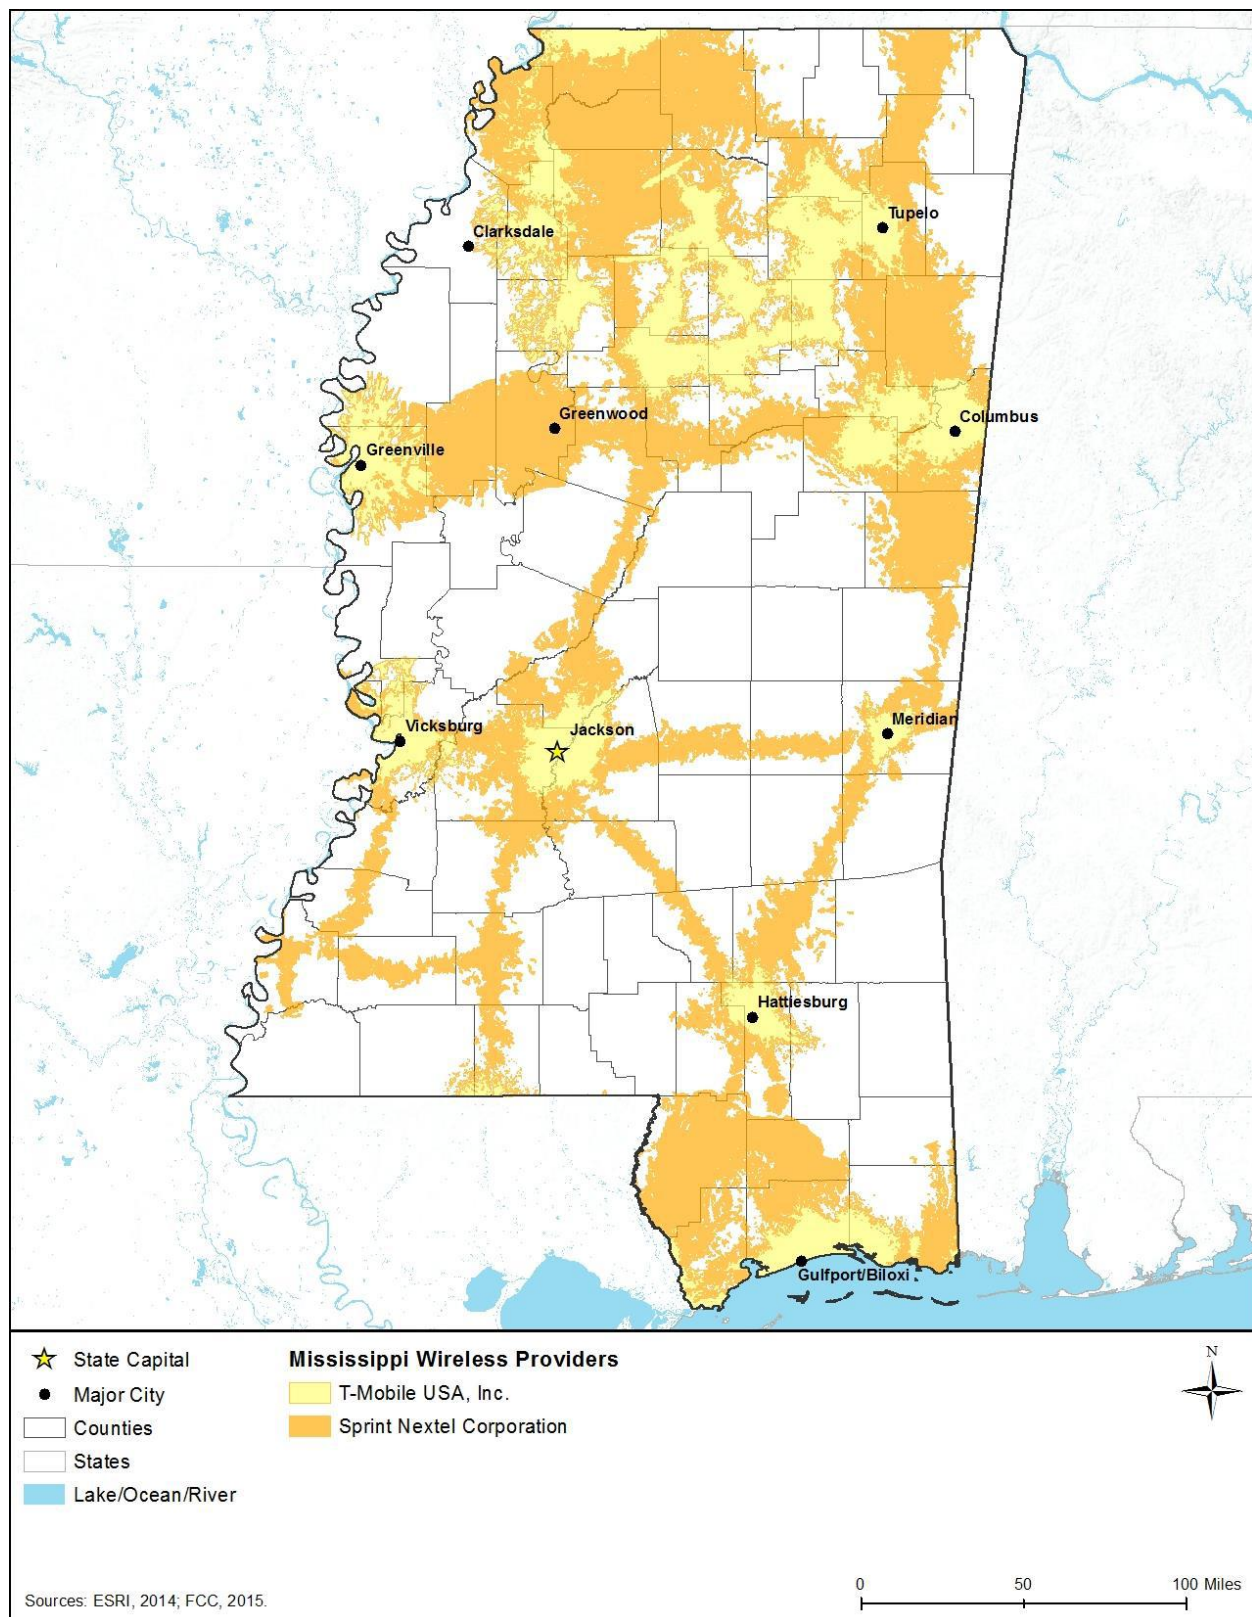 Tupelo
Clarksdale
Greenwood
Columbus
Greenville
Vicksburg
Jackson
Meridian
Hattiesburg
Gulfport/Biloxi
State Capital
Mississippi Wireless Providers
N
Major City
T-Mobile USA, Inc.
Counties
Sprint Nextel Corporation
States
Lake/Ocean/River
0 50 100 Miles
Sources: ESRI, 2014; FCC, 2015.